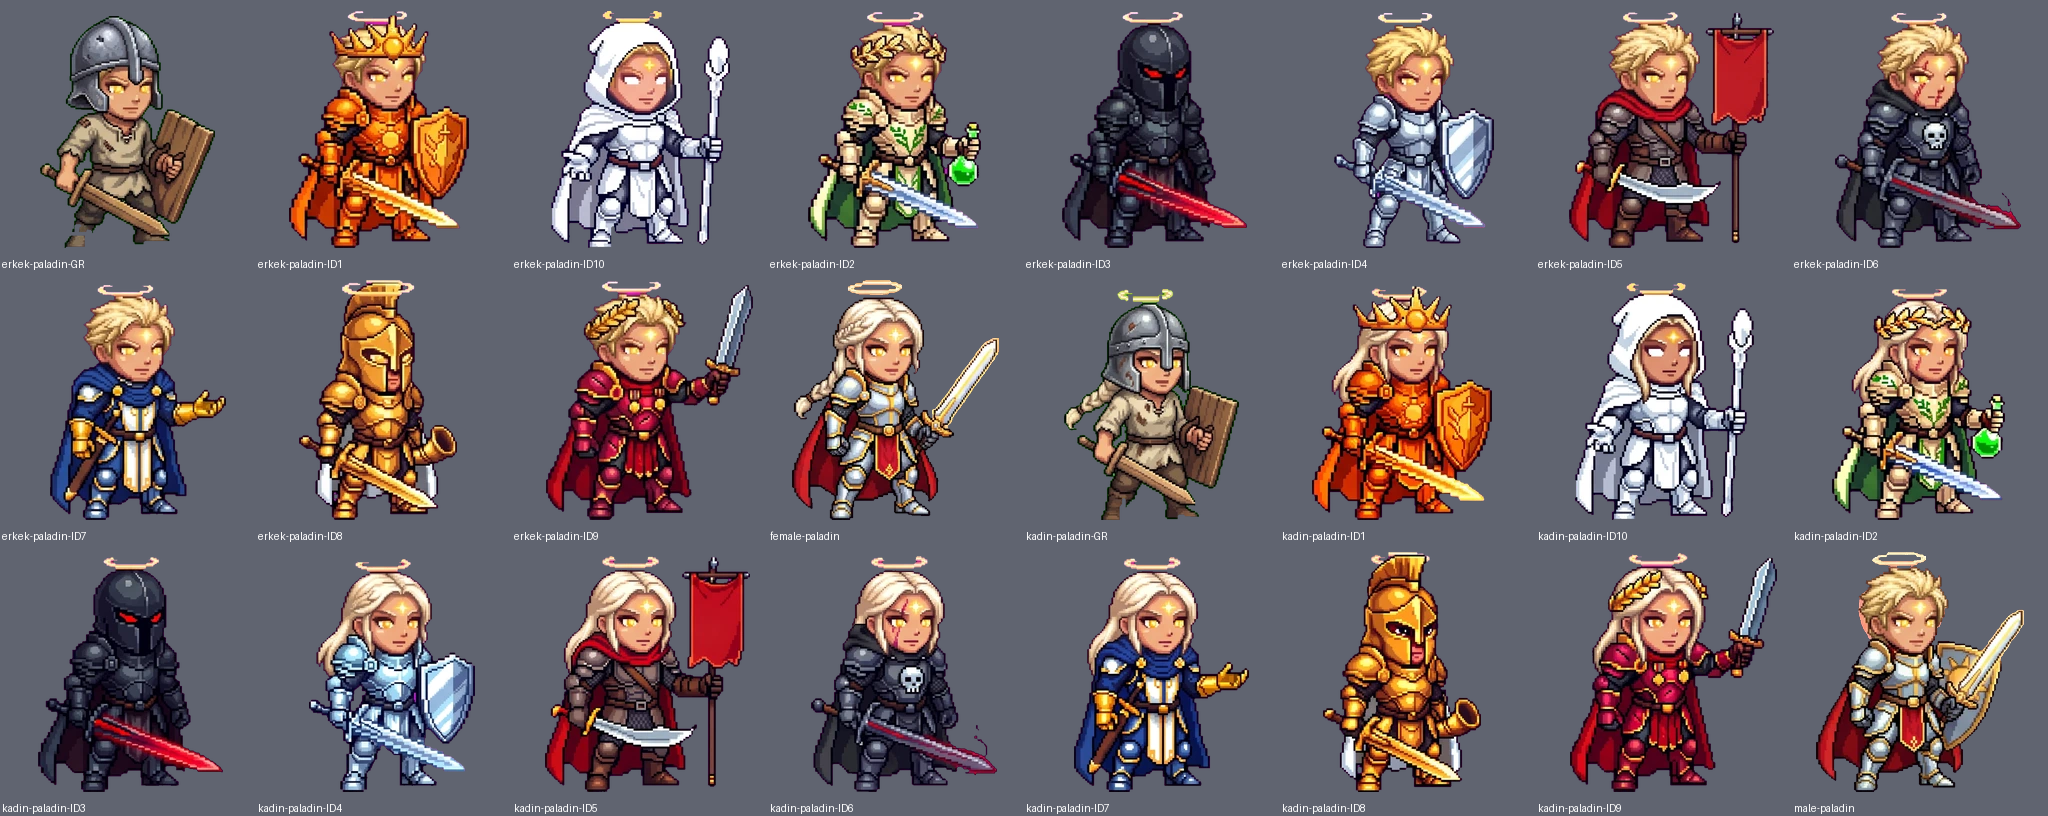 erkek-paladin-GR
erkek-paladin-ID1
erkek-paladin-ID10
erkek-paladin-ID2
erkek-paladin-ID3
erkek-paladin-ID4
erkek-paladin-ID5
erkek-paladin-ID6
erkek-paladin-ID7
erkek-paladin-ID8
erkek-paladin-ID9
female-paladin
kadin-paladin-GR
kadin-paladin-ID1
kadin-paladin-ID10
kadin-paladin-ID2
kadin-paladin-ID3
kadin-paladin-ID4
kadin-paladin-ID5
kadin-paladin-ID6
kadin-paladin-ID7
kadin-paladin-ID8
kadin-paladin-ID9
male-paladin